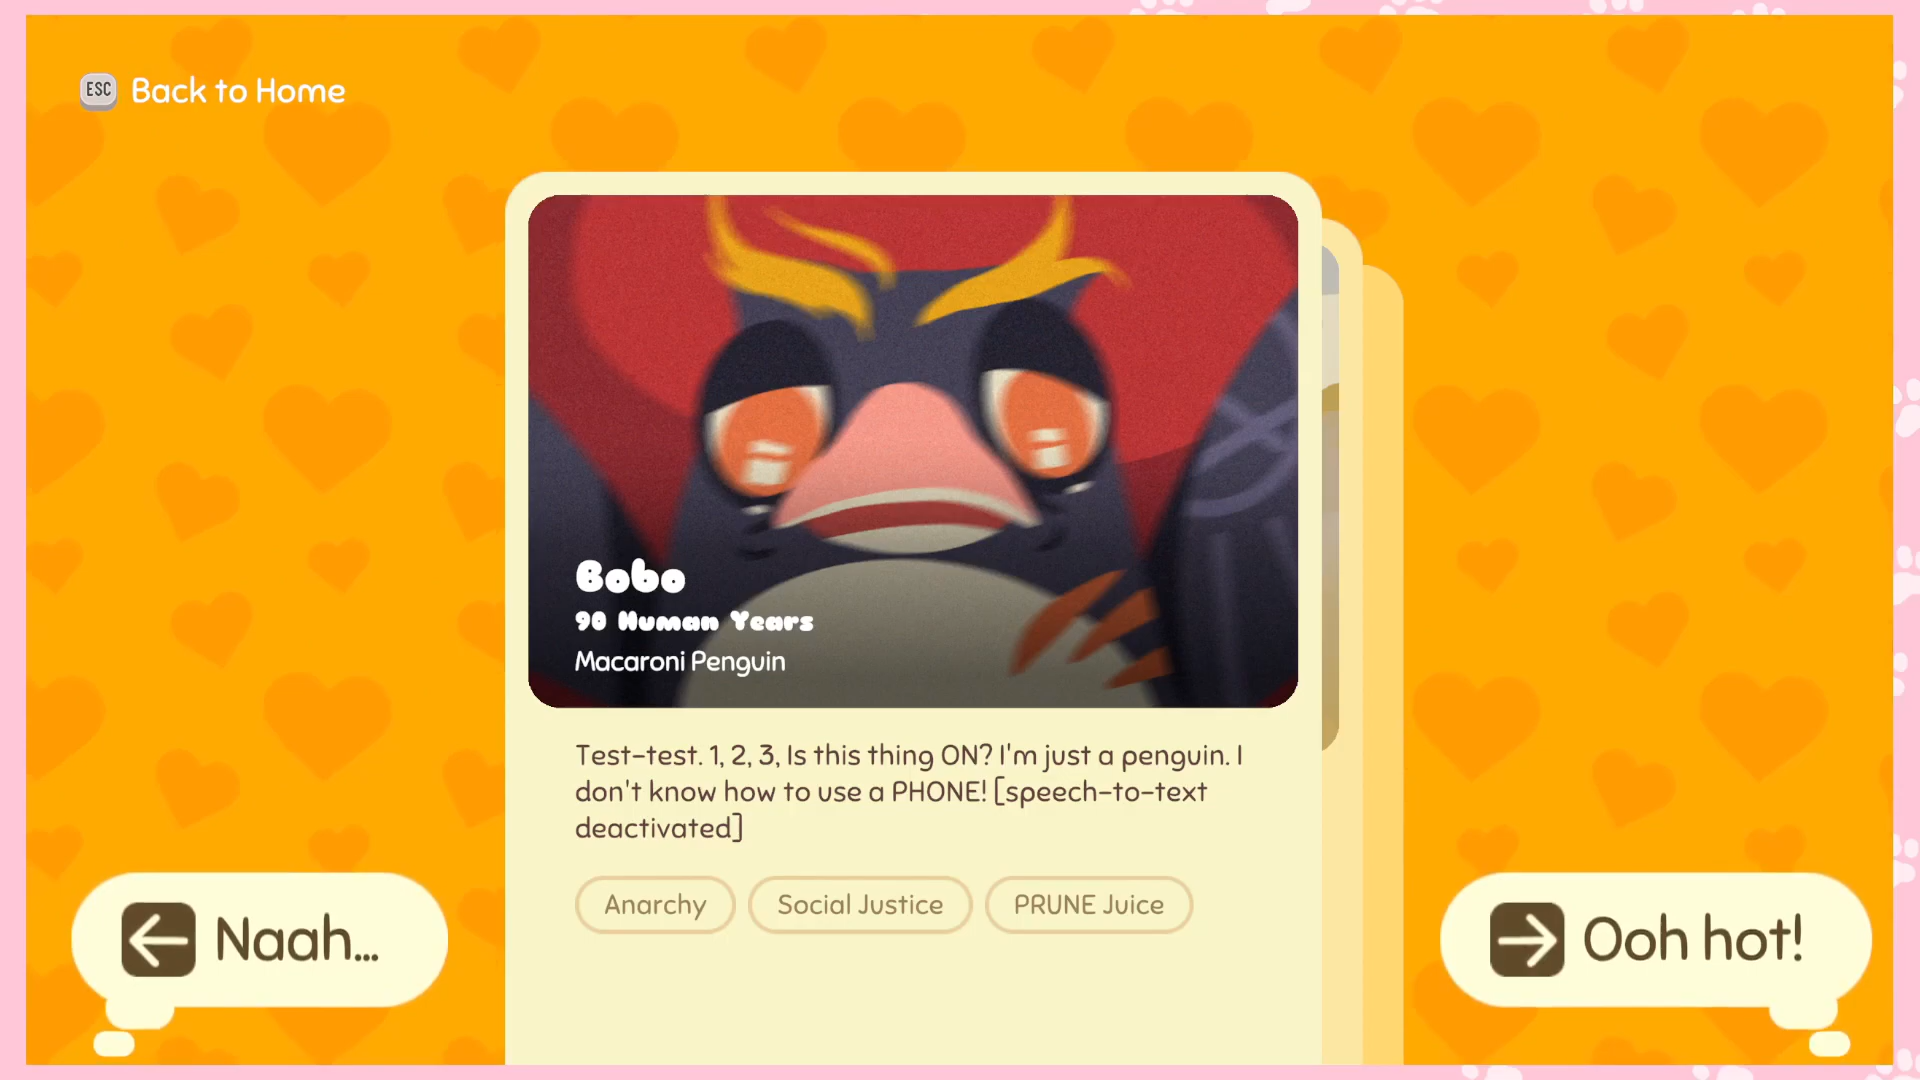 ESC Back to Home
Bobo
90 Human Years
Macaroni Penguin
Test-test. 1, 2, 3, Is this thing ON? I'm just a penguin. I
don't know how to use a PHONE! [speech-to-text
deactivated]
Anarchy Social Justice PRUNE Juice
Naah... Ooh hot!